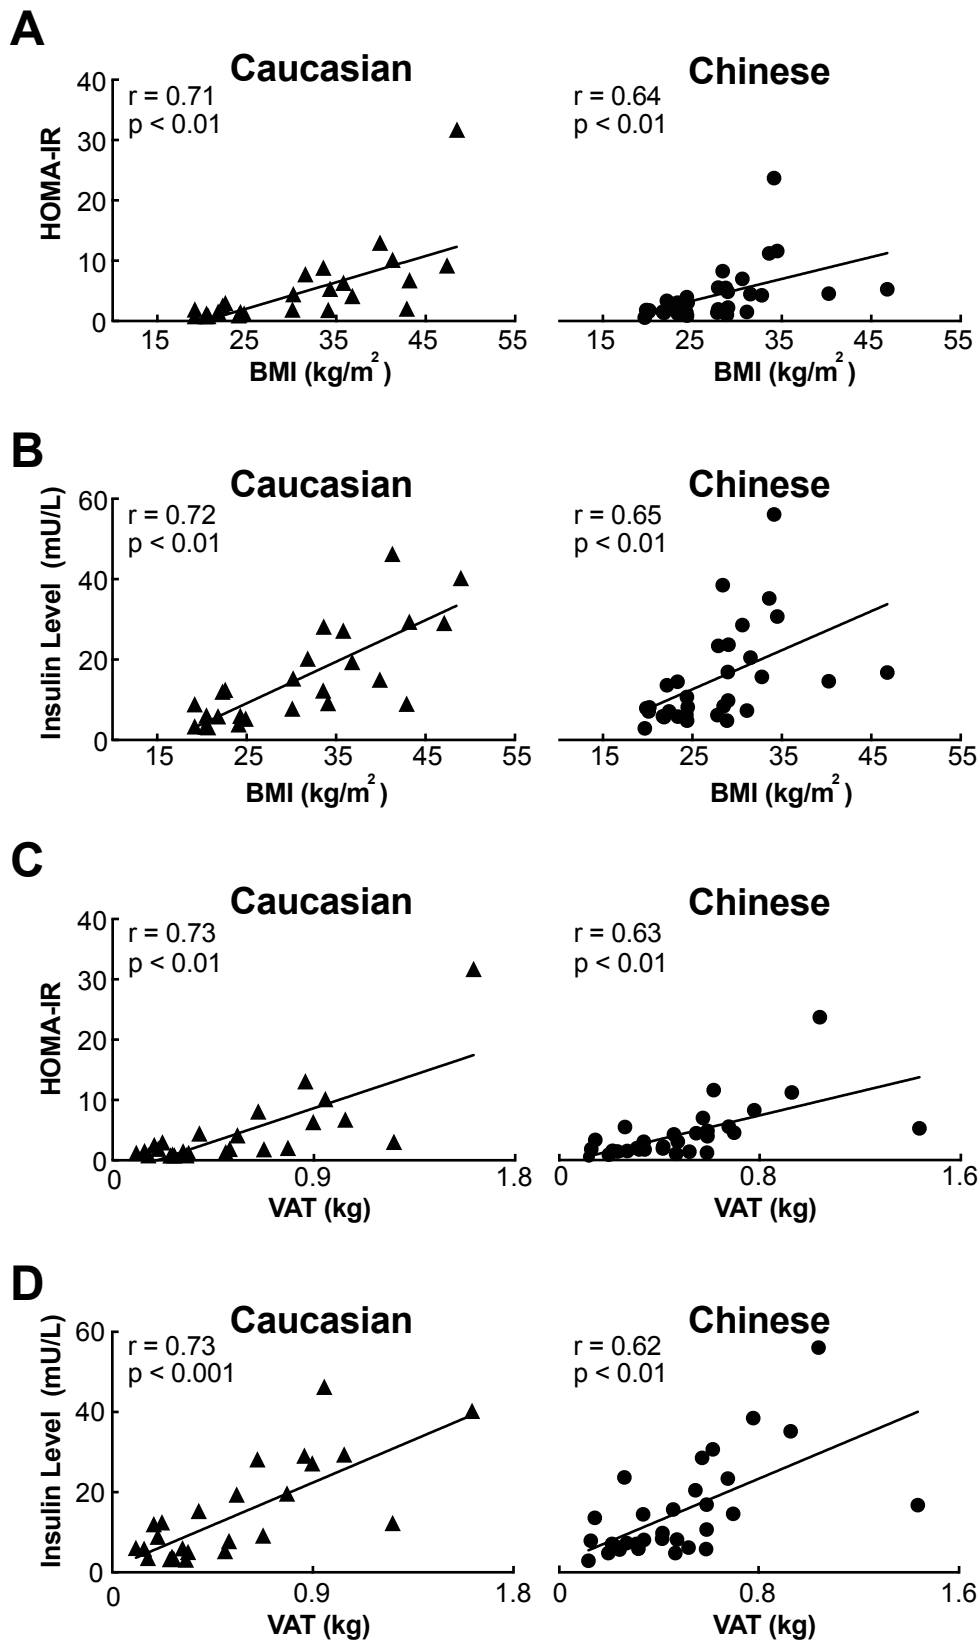 A
Caucasian
Chinese
r = 0.71
p < 0.01
r = 0.64
p < 0.01
HOMA-IR
40
30
20
10
0
15 25 35 45 55
15 25 35 45 55
BMI (kg/m²)
BMI (kg/m²)
B
Caucasian
Chinese
r = 0.72
p < 0.01
r = 0.65
p < 0.01
Insulin Level (mU/L)
60
40
20
0
15 25 35 45 55
15 25 35 45 55
BMI (kg/m²)
BMI (kg/m²)
C
Caucasian
Chinese
r = 0.73
p < 0.01
r = 0.63
p < 0.01
HOMA-IR
40
30
20
10
0
0 0.9 1.8
0 0.8 1.6
VAT (kg)
VAT (kg)
D
Caucasian
Chinese
r = 0.73
p < 0.001
r = 0.62
p < 0.01
Insulin Level (mU/L)
60
40
20
0
0 0.9 1.8
0 0.8 1.6
VAT (kg)
VAT (kg)